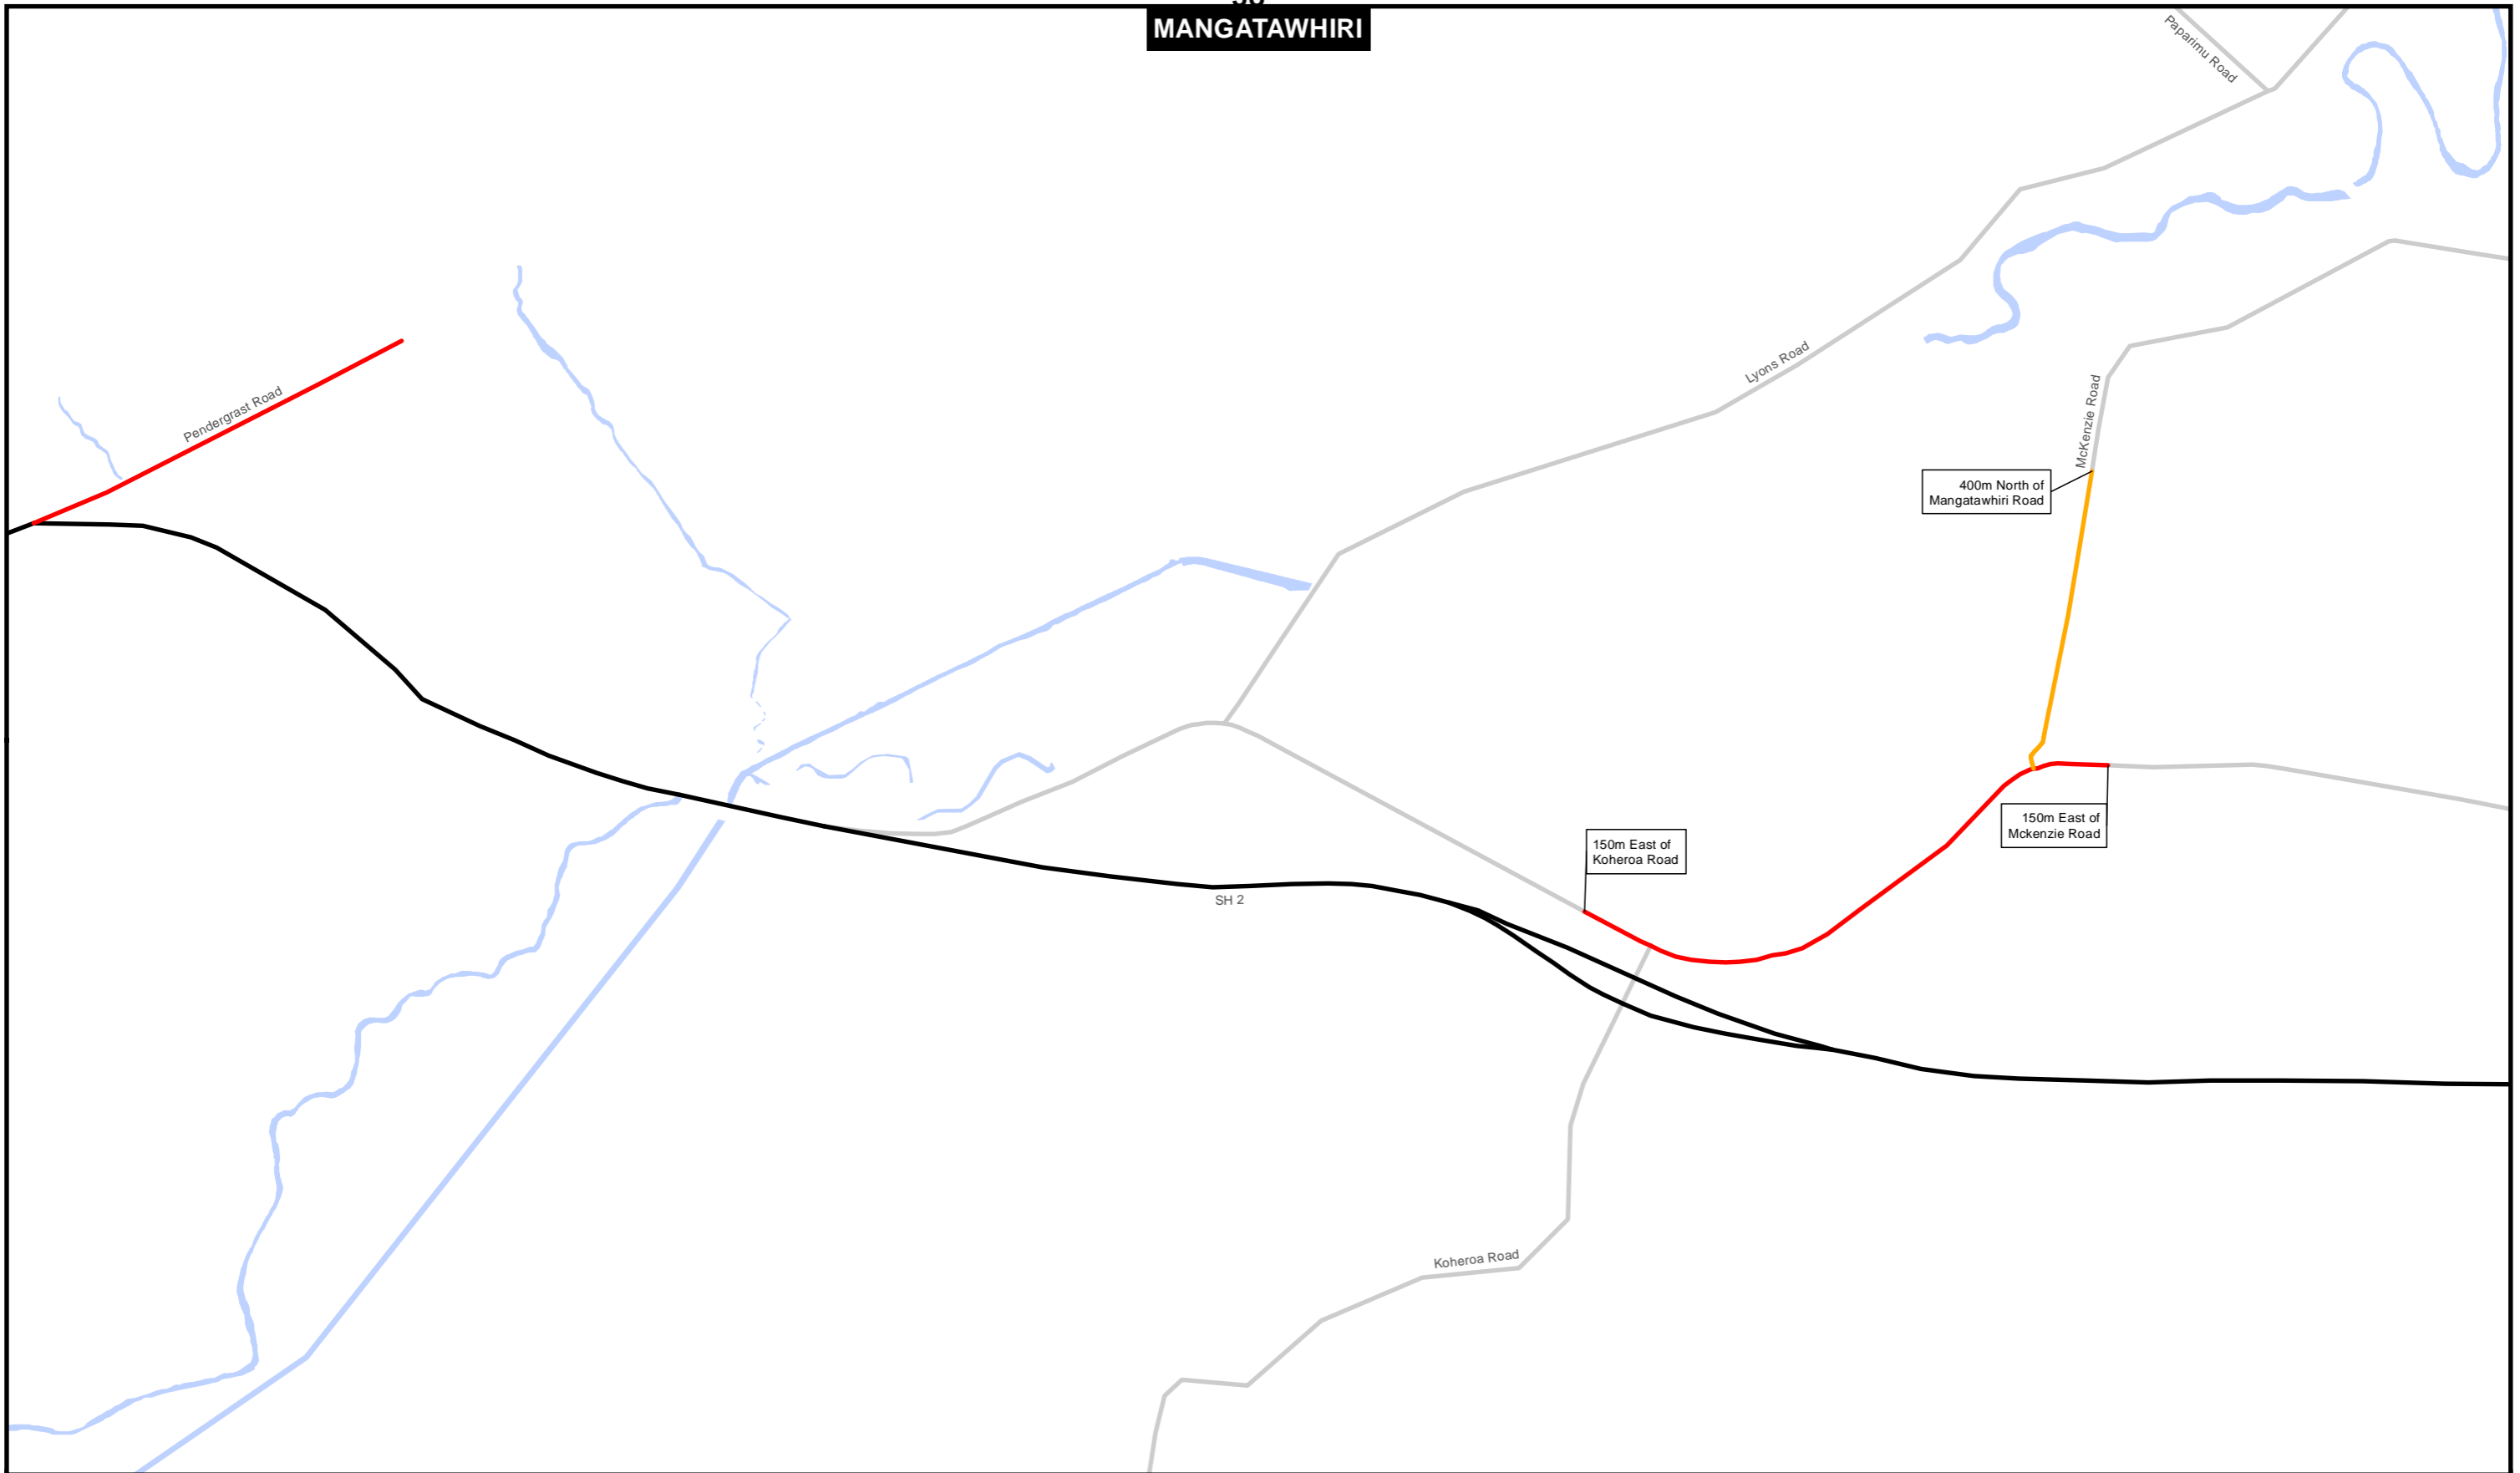 MANGATAWHIRI
Paparimu Road
Lyons Road
Pendergrast Road
McKenzie Road
400m North of
Mangatawhiri Road
150m East of
Mckenzie Road
150m East of
Koheroa Road
SH 2
Koheroa Road